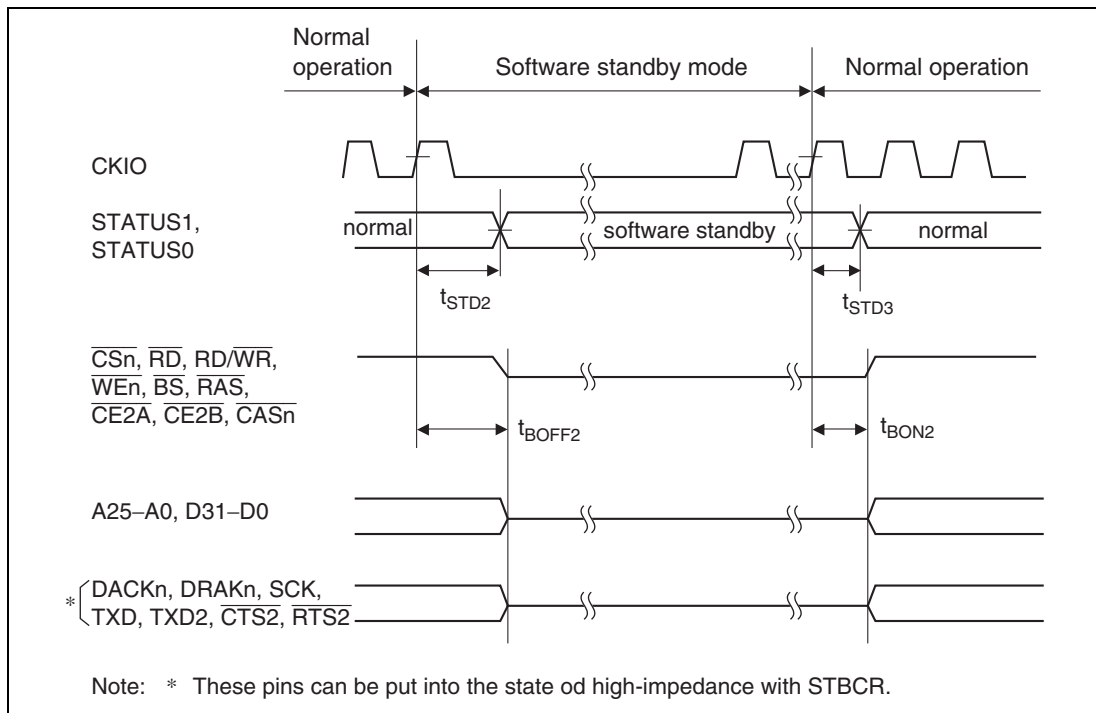 Normal
operation
Software standby mode
Normal operation
CKIO
STATUS1,
STATUS0
normal
software standby
normal
tSTD2
tSTD3
CSn, RD, RD/WR,
WEn, BS, RAS,
CE2A, CE2B, CASn
tBOFF2
tBON2
A25–A0, D31–D0
* DACKn, DRAKn, SCK,
TXD, TXD2, CTS2, RTS2
Note: * These pins can be put into the state od high-impedance with STBCR.